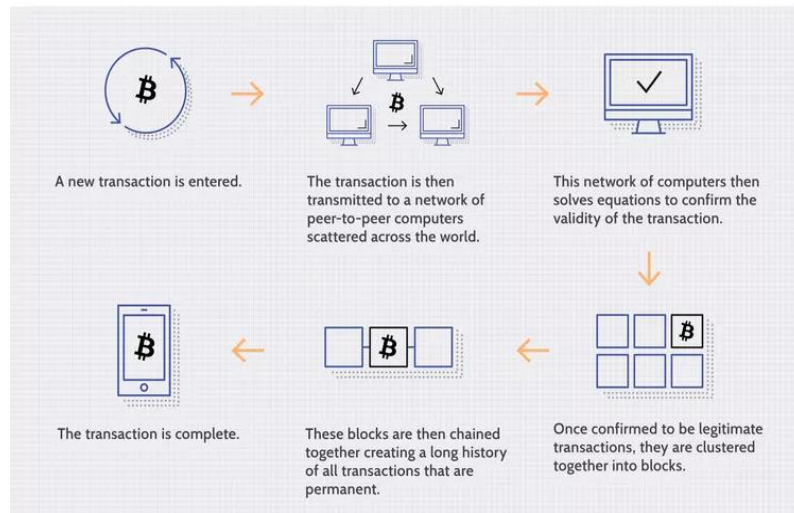 A new transaction is entered.
The transaction is then
transmitted to a network of
peer-to-peer computers
scattered across the world.
This network of computers then
solves equations to confirm the
validity of the transaction.
Once confirmed to be legitimate
transactions, they are clustered
together into blocks.
These blocks are then chained
together creating a long history
of all transactions that are
permanent.
The transaction is complete.